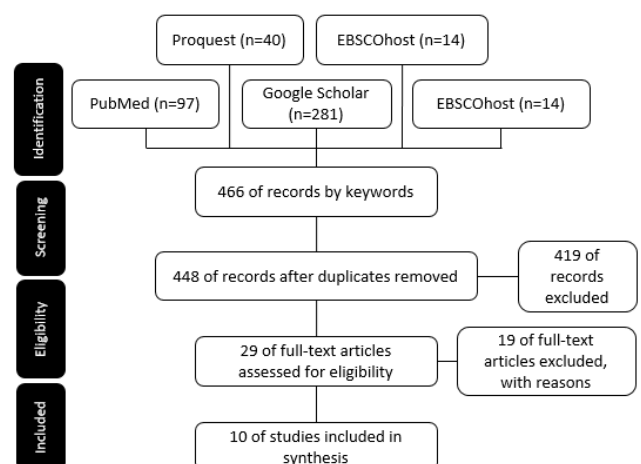 Proquest (n=40)
EBSCOhost (n=14)
Identification
PubMed (n=97)
Google Scholar
(n=281)
EBSCOhost (n=14)
466 of records by keywords
Screening
448 of records after duplicates removed
419 of
records
excluded
Eligibility
29 of full-text articles
assessed for eligibility
19 of full-text
articles excluded,
with reasons
Included
10 of studies included in
synthesis